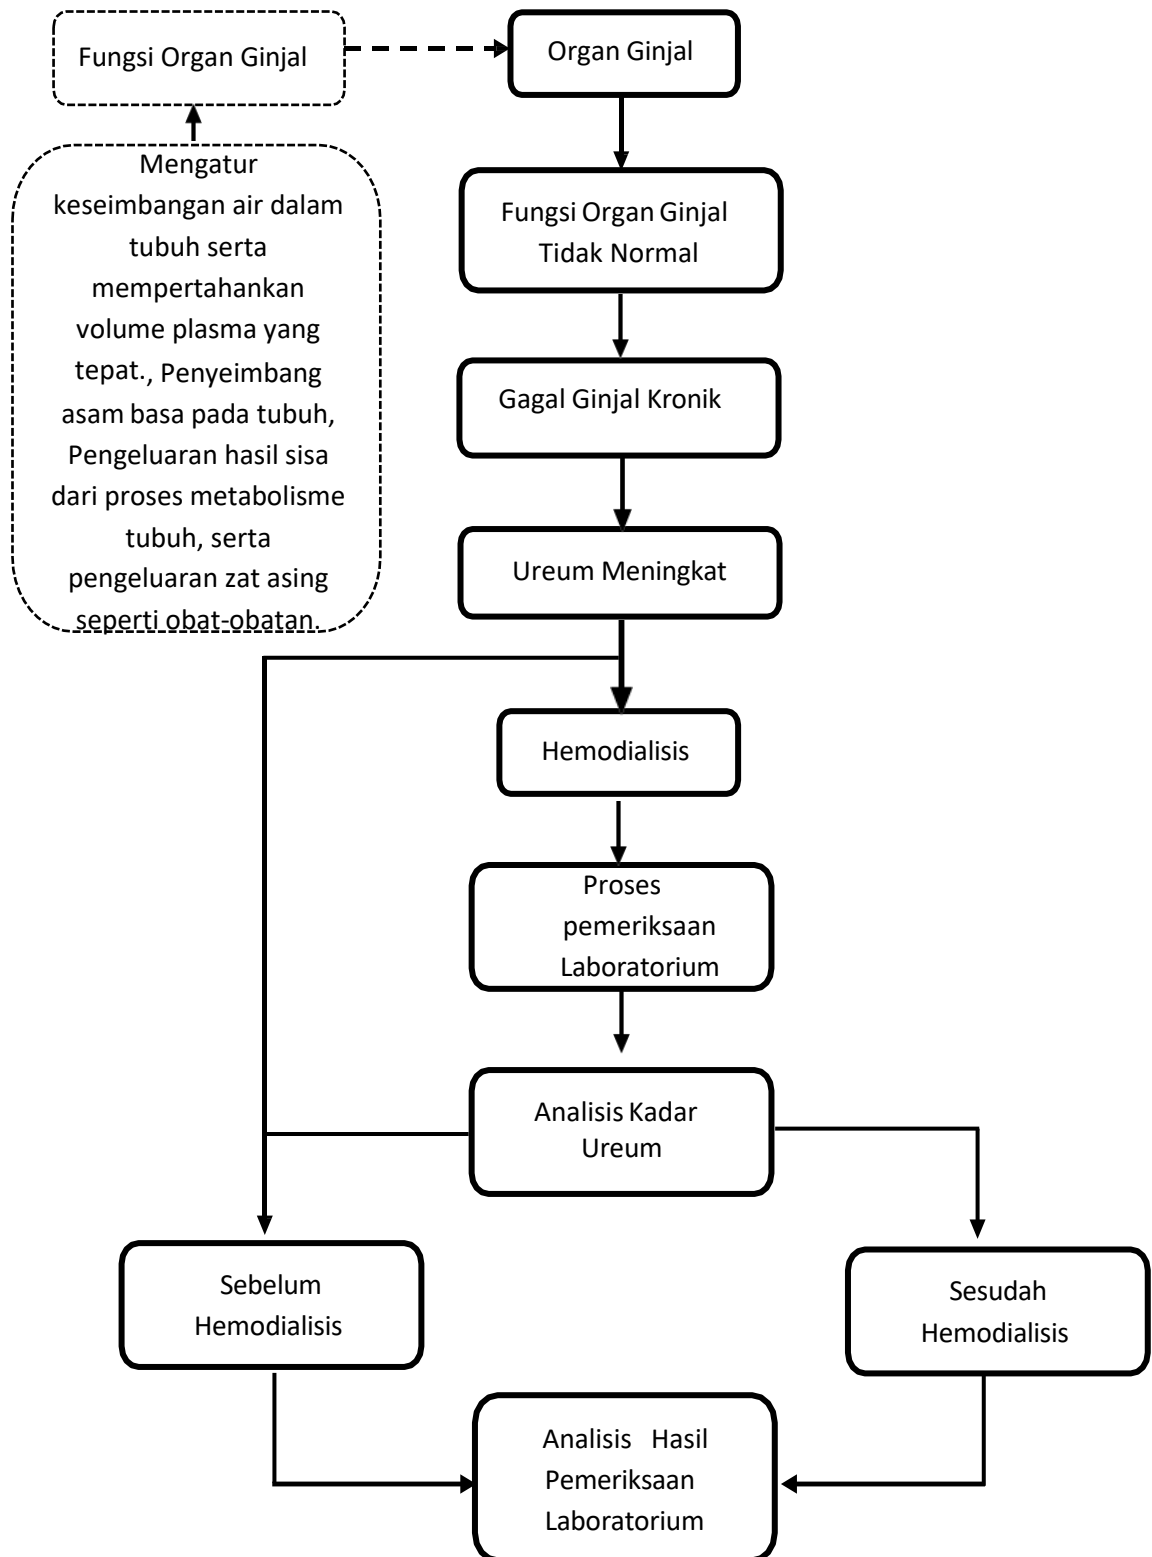 Fungsi Organ Ginjal
Organ Ginjal
Mengatur
keseimbangan air dalam
tubuh serta
mempertahankan
volume plasma yang
tepat., Penyeimbang
asam basa pada tubuh,
Pengeluaran hasil sisa
dari proses metabolisme
tubuh, serta
pengeluaran zat asing
seperti obat-obatan.
Fungsi Organ Ginjal
Tidak Normal
Gagal Ginjal Kronik
Ureum Meningkat
Hemodialisis
Proses
pemeriksaan
Laboratorium
Analisis Kadar
Ureum
Sebelum
Hemodialisis
Sesudah
Hemodialisis
Analisis Hasil
Pemeriksaan
Laboratorium